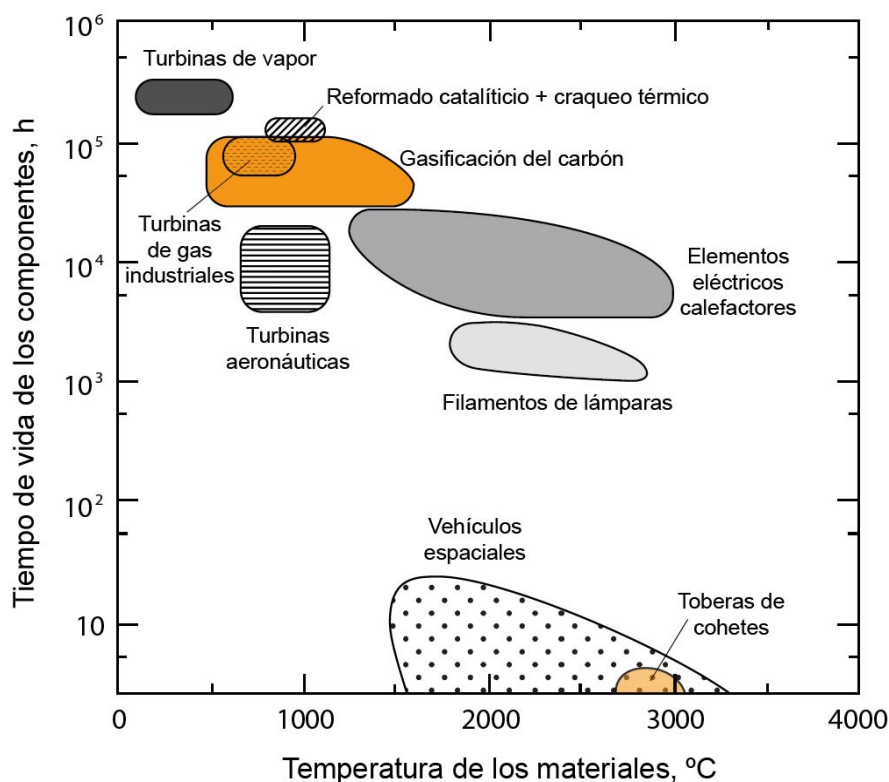 10⁶
Turbinas de vapor
Reformado catalíticio + craqueo térmico
10⁵
Gasificación del carbón
Turbinas
de gas
industriales
10⁴
Elementos
eléctricos
calefactores
Turbinas
aeronáuticas
10³
Filamentos de lámparas
10²
Vehículos
espaciales
Toberas de
cohetes
10
Tiempo de vida de los componentes, h
0 1000 2000 3000 4000
Temperatura de los materiales, ºC